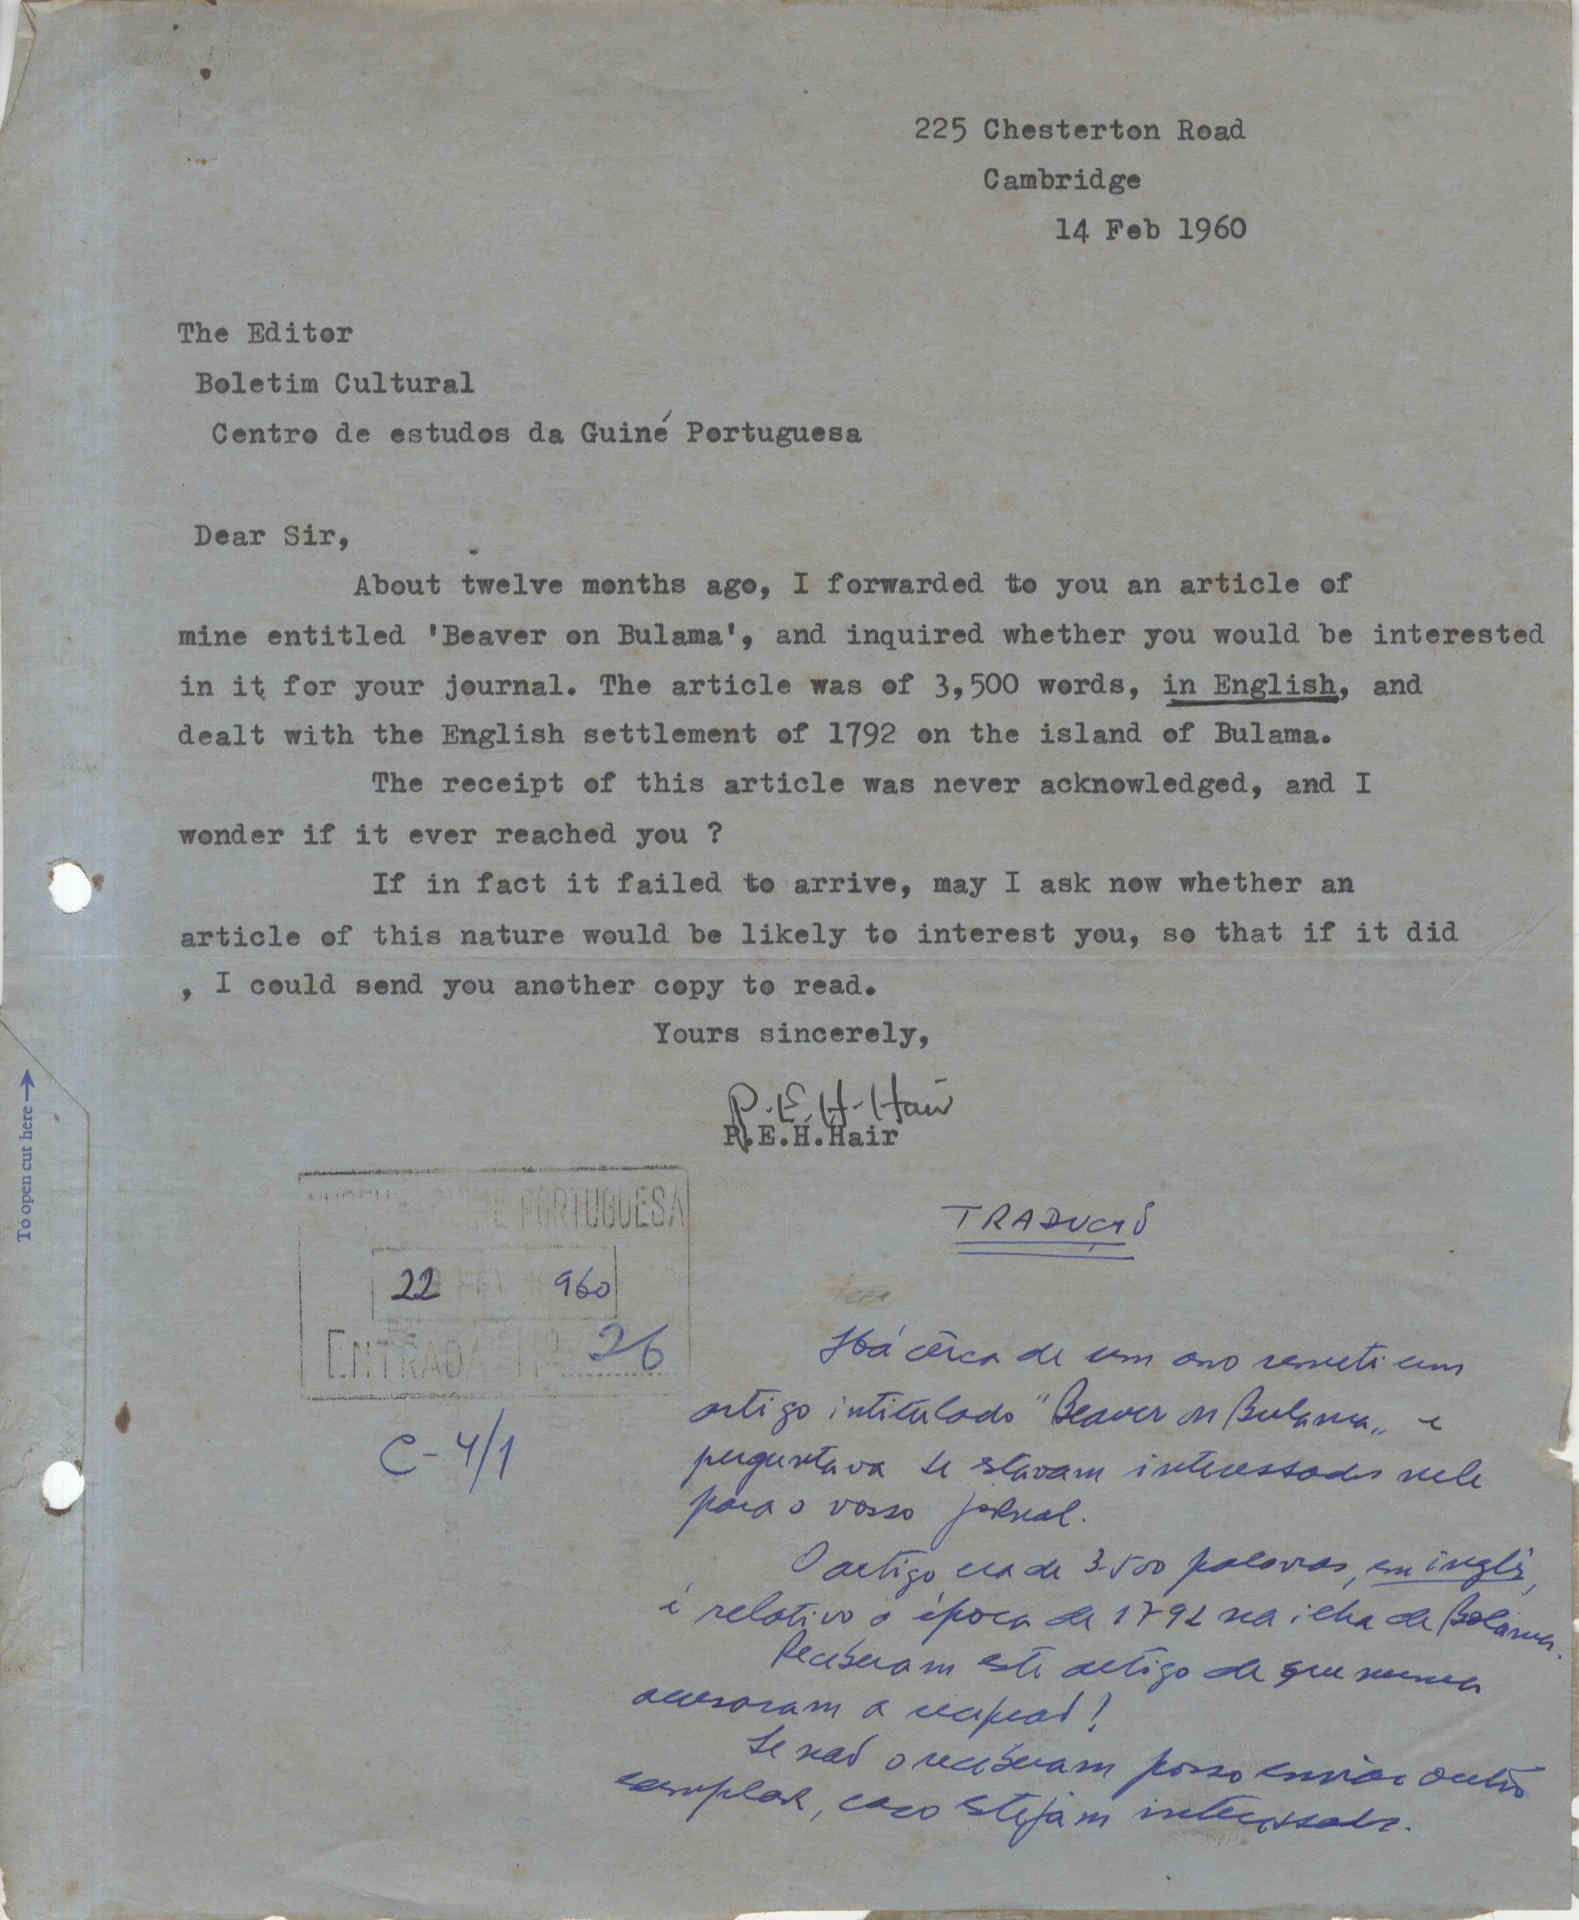 225 Chesterton Road
Cambridge
14 Feb 1960
The Editor
Boletim Cultural
Centro de estudos da Guiné Portuguesa
Dear Sir,
About twelve months ago, I forwarded to you an article of
mine entitled 'Beaver on Bulama', and inquired whether you would be interested
in it for your journal. The article was of 3,500 words, in English, and
dealt with the English settlement of 1792 on the island of Bulama.
The receipt of this article was never acknowledged, and I
wonder if it ever reached you ?
If in fact it failed to arrive, may I ask now whether an
article of this nature would be likely to interest you, so that if it did
, I could send you another copy to read.
Yours sincerely,
P.E.H. Hair
P.E.H.Hair
To open cut here
PORTUGUESA
22 960
ENTRADA Nº 26
C-4/1
TRADUÇÃO
Há cêrca de um ano remeti um
artigo intitulado "Beaver on Bulama" e
perguntava se estavam interessados nele
para o vosso jornal.
O artigo era de 3.500 palavras, em inglês,
e relativo á época de 1792 na ilha de Bolama.
Receberam este artigo de que nunca
acusaram a recepção!
Se não o receberam posso enviar outro
exemplar, caso estejam interessados.